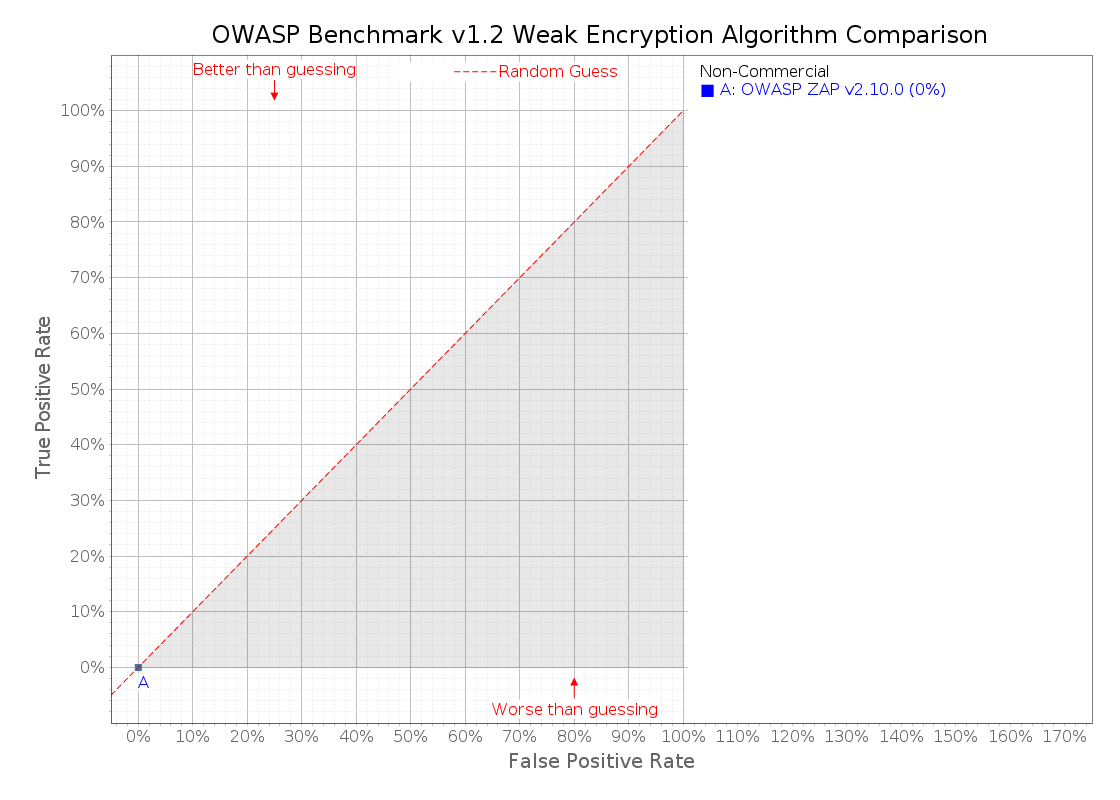 OWASP Benchmark v1.2 Weak Encryption Algorithm Comparison
Better than guessing
Random Guess
Non-Commercial
A: OWASP ZAP v2.10.0 (0%)
100%
90%
80%
70%
60%
50%
40%
30%
20%
10%
0%
True Positive Rate
A
Worse than guessing
0% 10% 20% 30% 40% 50% 60% 70% 80% 90% 100% 110% 120% 130% 140% 150% 160% 170%
False Positive Rate